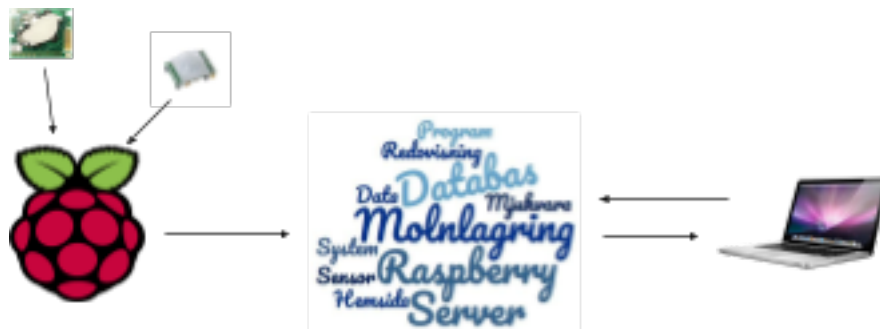 Program
Redovisning
Databas
Data
Mjukvara
Molnlagring
System
Raspberry
Sensor
Hemsida
Server